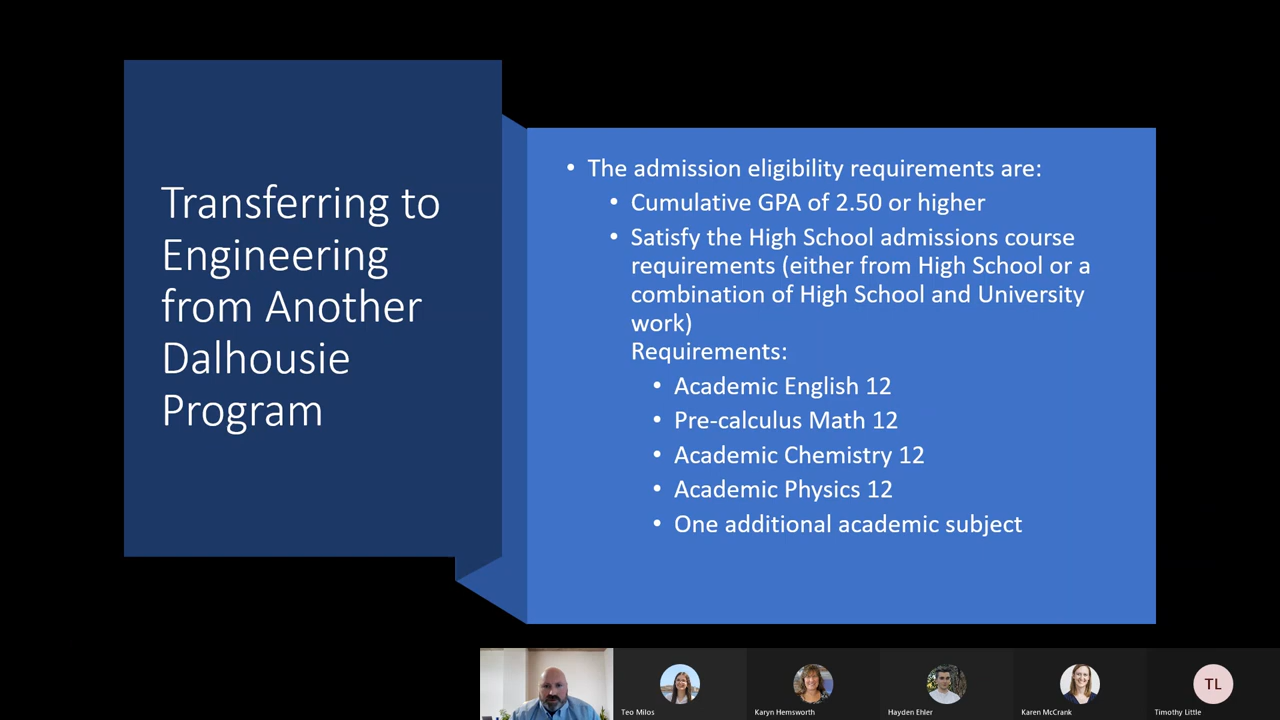 Transferring to
Engineering
from Another
Dalhousie
Program
• The admission eligibility requirements are:
• Cumulative GPA of 2.50 or higher
• Satisfy the High School admissions course
requirements (either from High School or a
combination of High School and University
work)
Requirements:
• Academic English 12
• Pre-calculus Math 12
• Academic Chemistry 12
• Academic Physics 12
• One additional academic subject
TL
Teo Milos
Karyn Hemsworth
Hayden Ehler
Karen McCrank
Timothy Little